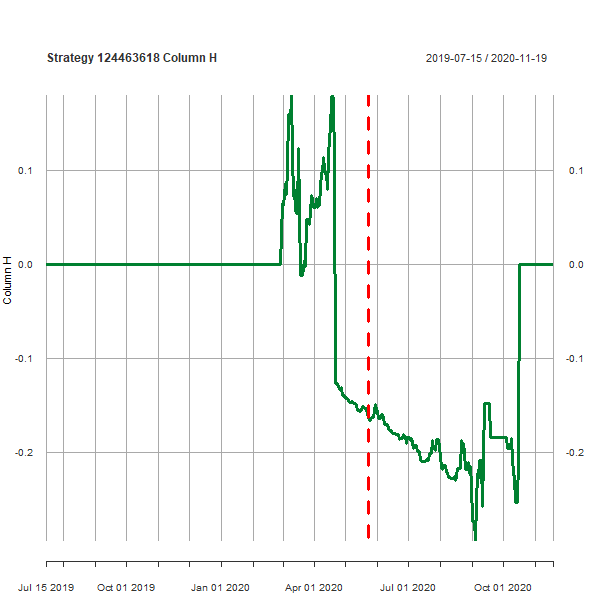 Strategy 124463618 Column H
2019-07-15 / 2020-11-19
0.1
0.1
0.0
0.0
Column H
-0.1
-0.1
-0.2
-0.2
Jul 15 2019
Oct 01 2019
Jan 01 2020
Apr 01 2020
Jul 01 2020
Oct 01 2020